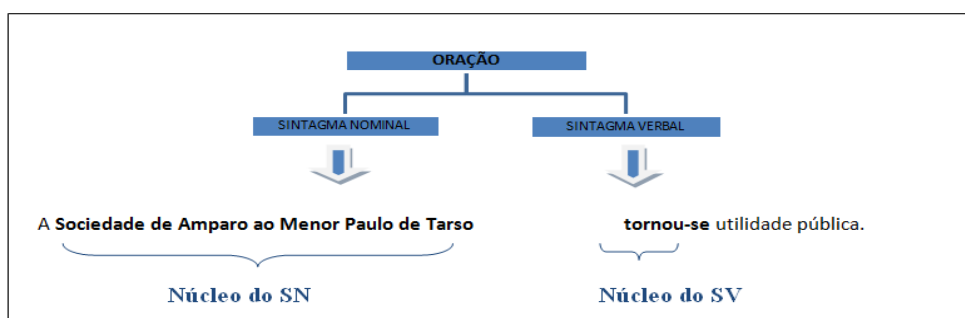 ORAÇÃO
SINTAGMA NOMINAL
SINTAGMA VERBAL
A Sociedade de Amparo ao Menor Paulo de Tarso
tornou-se utilidade pública.
Núcleo do SN
Núcleo do SV